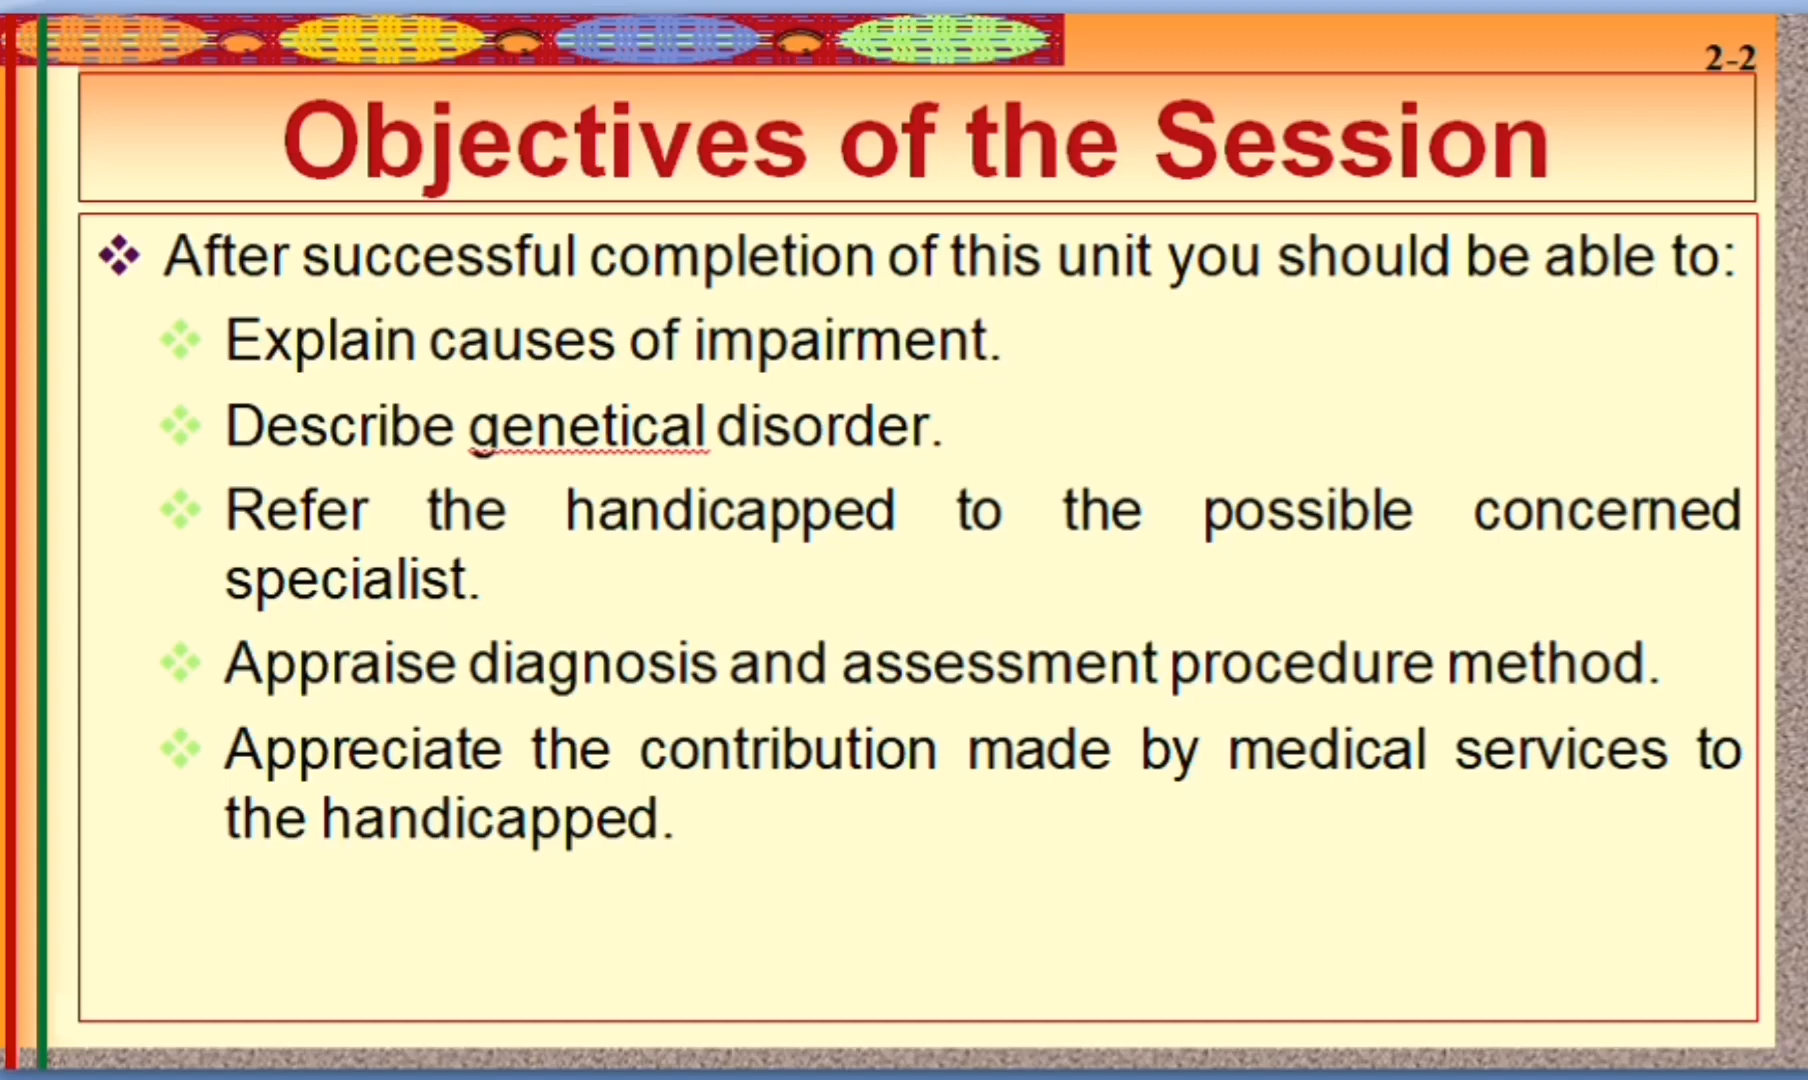 2-2
Objectives of the Session
After successful completion of this unit you should be able to:
Explain causes of impairment.
Describe genetical disorder.
Refer the handicapped to the possible concerned
specialist.
Appraise diagnosis and assessment procedure method.
Appreciate the contribution made by medical services to
the handicapped.